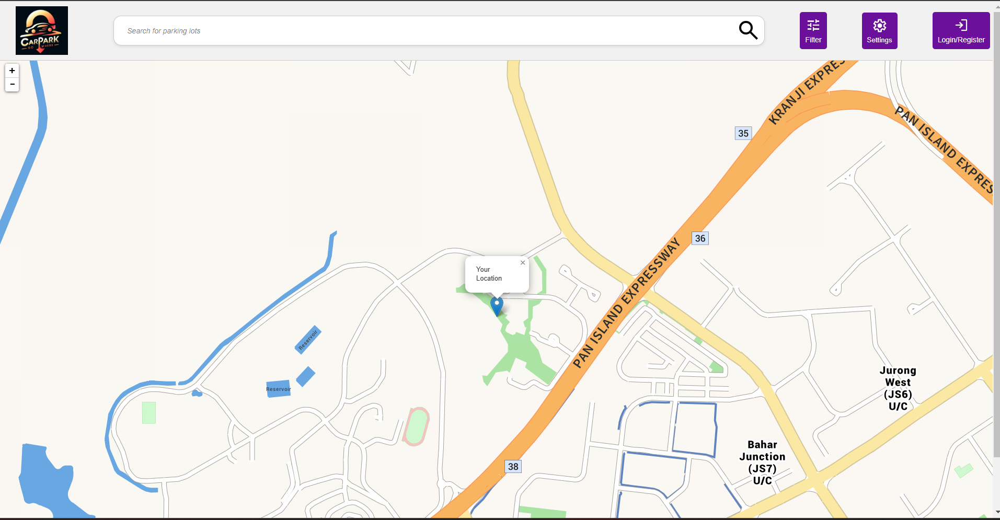 CARPARK
GO WHERE
Search for parking lots
Filter
Settings
Login/Register
+
−
KRANJI EXPRES
PAN ISLAND EXPRES
35
36
PAN ISLAND EXPRESSWAY
Your
Location
×
Reservoir
Reservoir
Jurong
West
(JS6)
U/C
Bahar
Junction
(JS7)
U/C
38